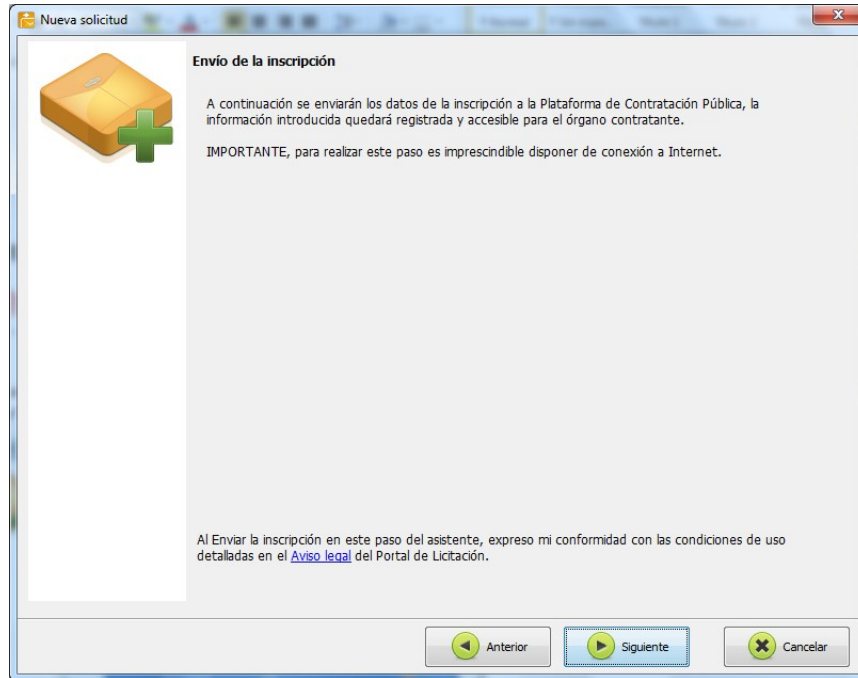 Nueva solicitud
Envío de la inscripción
A continuación se enviarán los datos de la inscripción a la Plataforma de Contratación Pública, la
información introducida quedará registrada y accesible para el órgano contratante.
IMPORTANTE, para realizar este paso es imprescindible disponer de conexión a Internet.
Al Enviar la inscripción en este paso del asistente, expreso mi conformidad con las condiciones de uso
detalladas en el Aviso legal del Portal de Licitación.
Anterior
Siguiente
Cancelar